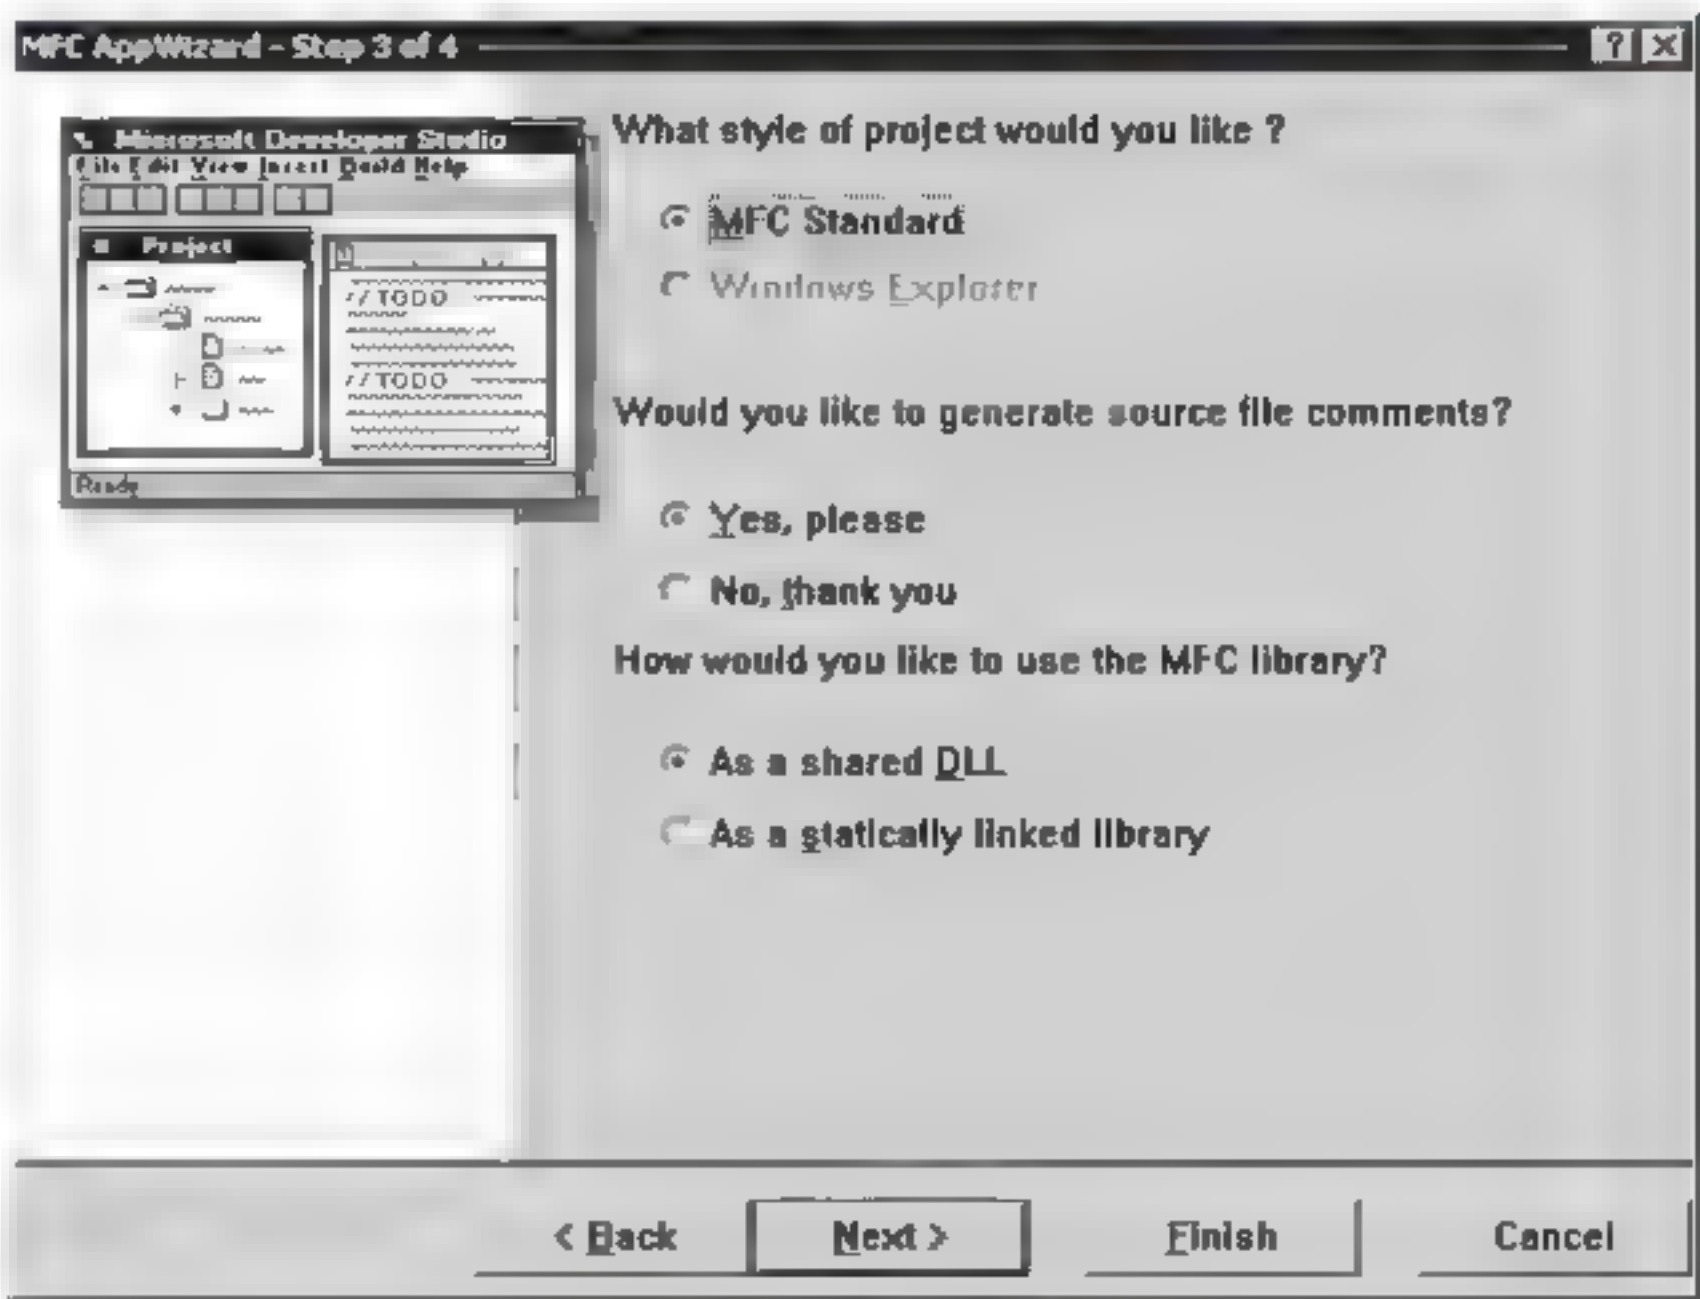 MFC AppWizard - Step 3 of 4
Microsoft Developer Studio
File Edit View Insert Build Help
Project
//TODO
//TODO
Ready
What style of project would you like ?
MFC Standard
Windows Explorer
Would you like to generate source file comments?
Yes, please
No, thank you
How would you like to use the MFC library?
As a shared DLL
As a statically linked library
< Back
Next >
Finish
Cancel